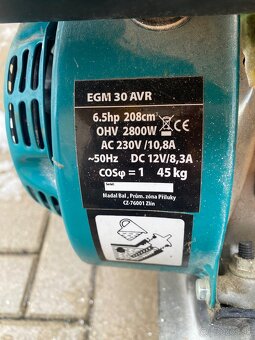 EGM 30 AVR
6.5hp 208cm³
OHV 2800W
AC 230V /10,8A
~50Hz DC 12V/8,3A
COSφ = 1 45 kg
Madal Bal , Prům. zóna Příluky
CZ-76001 Zlín